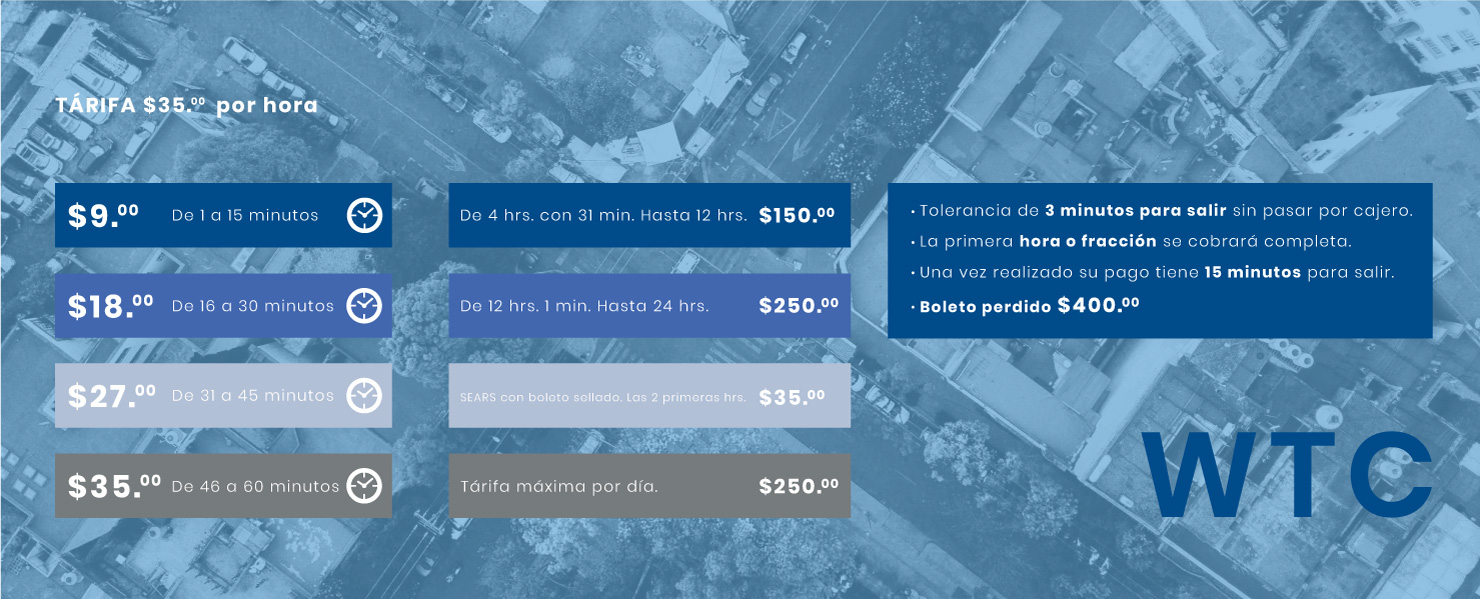 TÁRIFA $35.00 por hora
$9.00 De 1 a 15 minutos
$18.00 De 16 a 30 minutos
$27.00 De 31 a 45 minutos
$35.00 De 46 a 60 minutos
De 4 hrs. con 31 min. Hasta 12 hrs. $150.00
De 12 hrs. 1 min. Hasta 24 hrs. $250.00
SEARS con boleto sellado. Las 2 primeras hrs. $35.00
Tárifa máxima por día. $250.00
• Tolerancia de 3 minutos para salir sin pasar por cajero.
• La primera hora o fracción se cobrará completa.
• Una vez realizado su pago tiene 15 minutos para salir.
• Boleto perdido $400.00
WTC